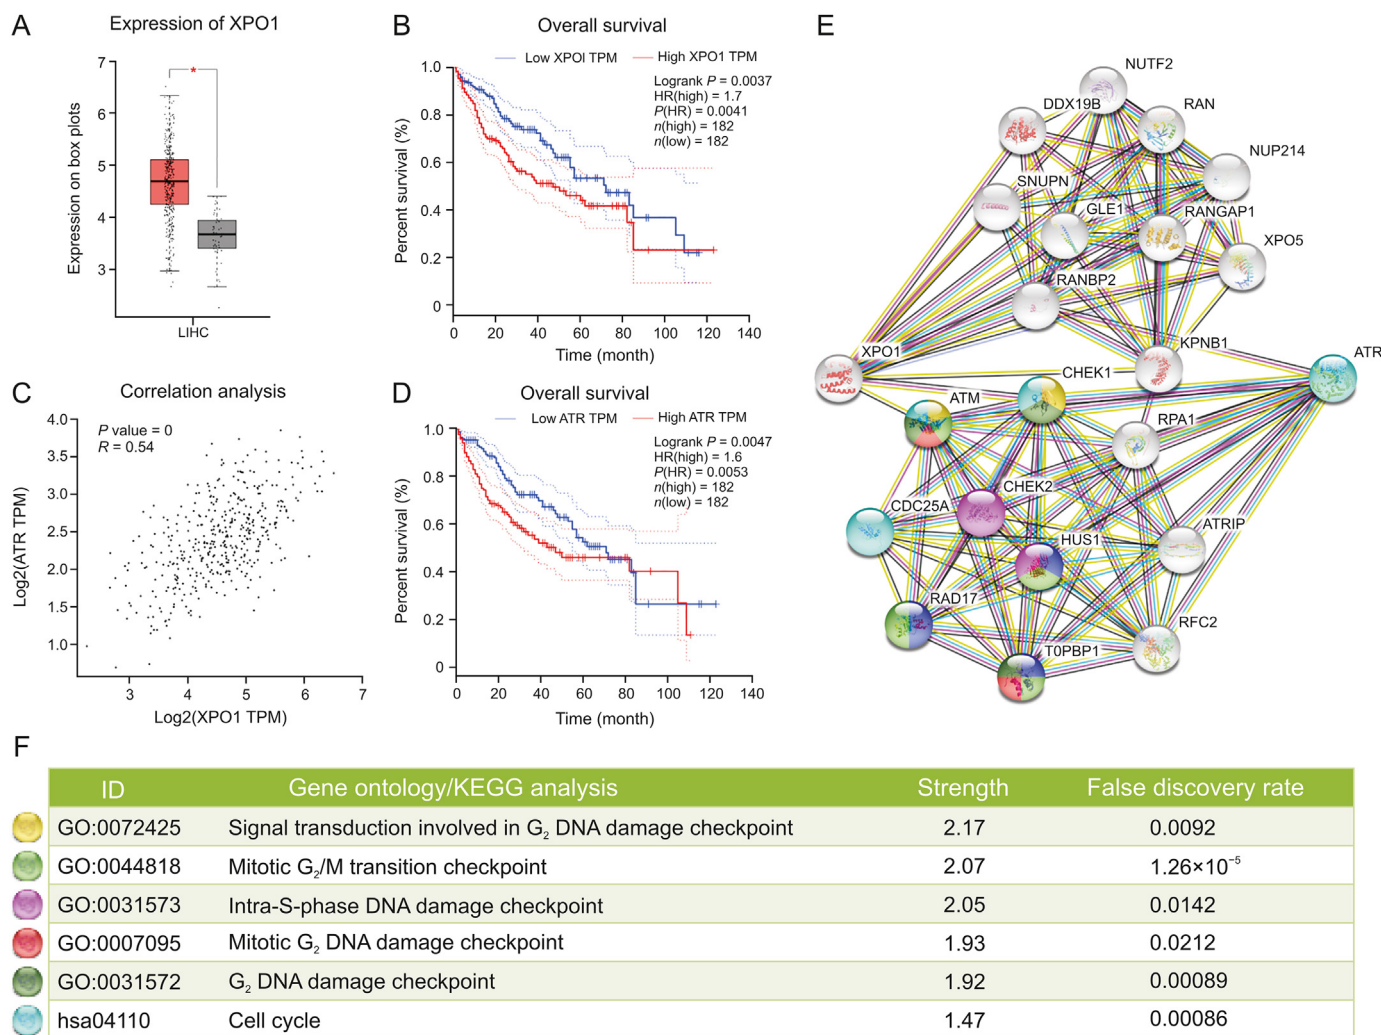 A
Expression of XPO1
Expression on box plots
7
6
5
4
3
*
LIHC
B
Overall survival
Low XPOl TPM
High XPO1 TPM
Logrank P = 0.0037
HR(high) = 1.7
P(HR) = 0.0041
n(high) = 182
n(low) = 182
Percent survival (%)
1.0
0.8
0.6
0.4
0.2
0
0 20 40 60 80 100 120 140
Time (month)
C
Correlation analysis
P value = 0
R = 0.54
Log2(ATR TPM)
4.0
3.5
3.0
2.5
2.0
1.5
1.0
3 4 5 6 7
Log2(XPO1 TPM)
D
Overall survival
Low ATR TPM
High ATR TPM
Logrank P = 0.0047
HR(high) = 1.6
P(HR) = 0.0053
n(high) = 182
n(low) = 182
Percent survival (%)
1.0
0.8
0.6
0.4
0.2
0
0 20 40 60 80 100 120 140
Time (month)
E
NUTF2
DDX19B
RAN
NUP214
SNUPN
GLE1
RANGAP1
XPO5
RANBP2
XPO1
KPNB1
ATR
CHEK1
ATM
RPA1
CHEK2
CDC25A
ATRIP
HUS1
RAD17
RFC2
T0PBP1
F
ID Gene ontology/KEGG analysis Strength False discovery rate
GO:0072425 Signal transduction involved in G₂ DNA damage checkpoint 2.17 0.0092
GO:0044818 Mitotic G₂/M transition checkpoint 2.07 1.26×10⁻⁵
GO:0031573 Intra-S-phase DNA damage checkpoint 2.05 0.0142
GO:0007095 Mitotic G₂ DNA damage checkpoint 1.93 0.0212
GO:0031572 G₂ DNA damage checkpoint 1.92 0.00089
hsa04110 Cell cycle 1.47 0.00086